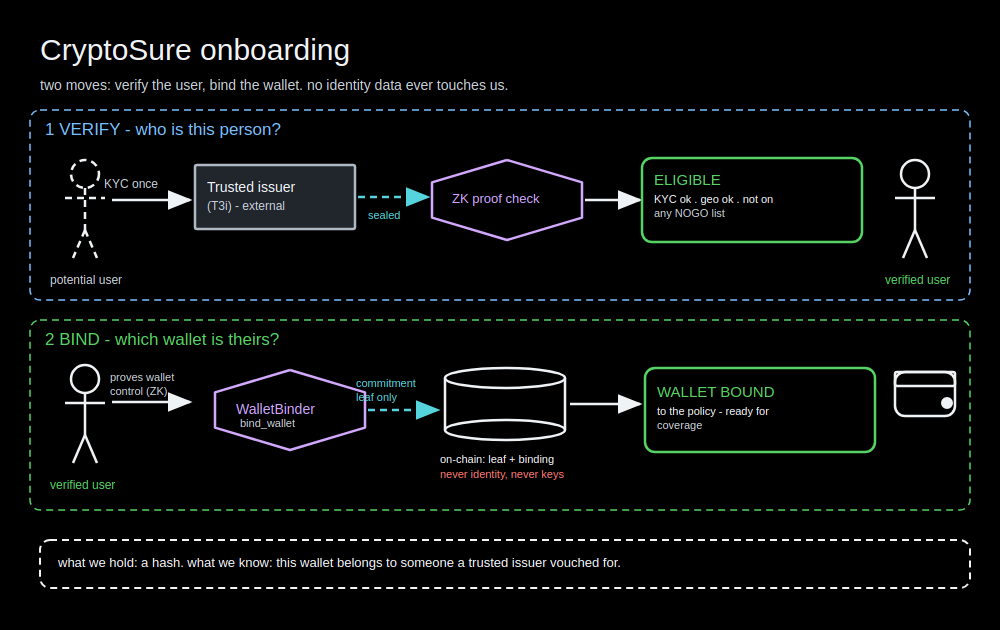 CryptoSure onboarding
two moves: verify the user, bind the wallet. no identity data ever touches us.
1 VERIFY - who is this person?
KYC once
Trusted issuer
(T3i) - external
sealed
ZK proof check
ELIGIBLE
KYC ok . geo ok . not on
any NOGO list
potential user
verified user
2 BIND - which wallet is theirs?
proves wallet
control (ZK)
WalletBinder
bind_wallet
commitment
leaf only
on-chain: leaf + binding
never identity, never keys
WALLET BOUND
to the policy - ready for
coverage
verified user
what we hold: a hash. what we know: this wallet belongs to someone a trusted issuer vouched for.